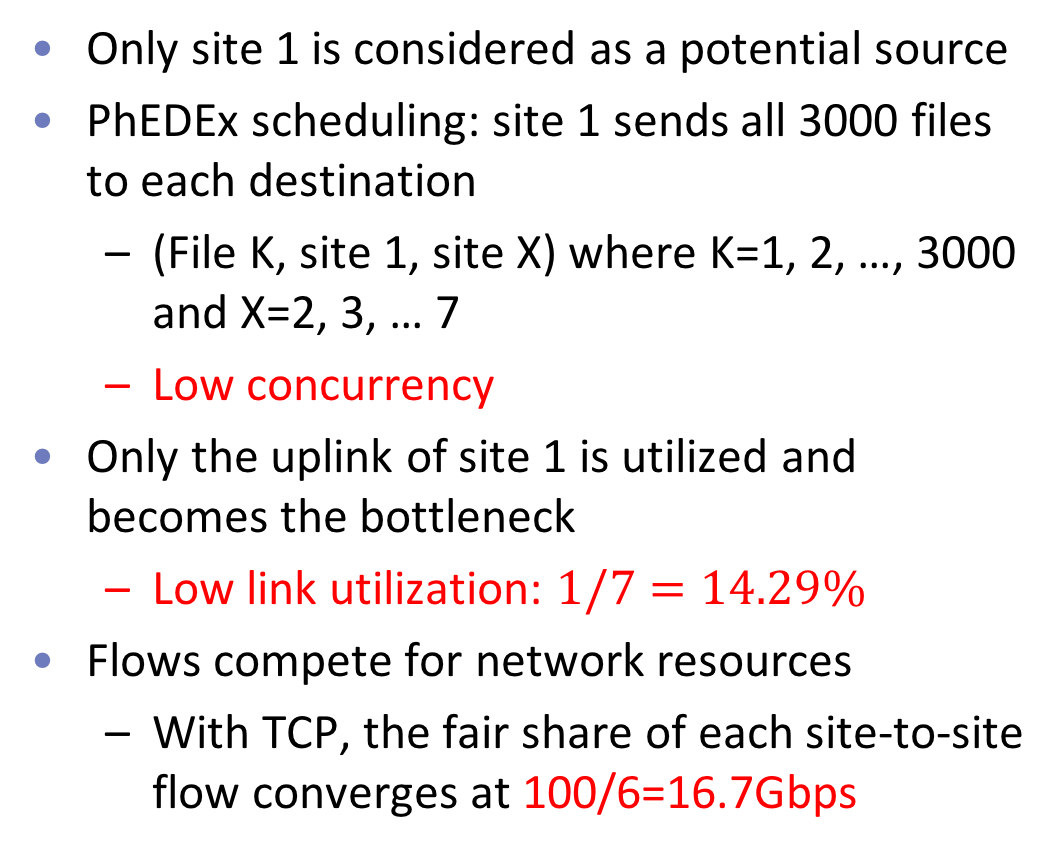 • Only site 1 is considered as a potential source
• PhEDEx scheduling: site 1 sends all 3000 files
to each destination
– (File K, site 1, site X) where K=1, 2, …, 3000
and X=2, 3, … 7
– Low concurrency
• Only the uplink of site 1 is utilized and
becomes the bottleneck
– Low link utilization: 1/7 = 14.29%
• Flows compete for network resources
– With TCP, the fair share of each site-to-site
flow converges at 100/6=16.7Gbps